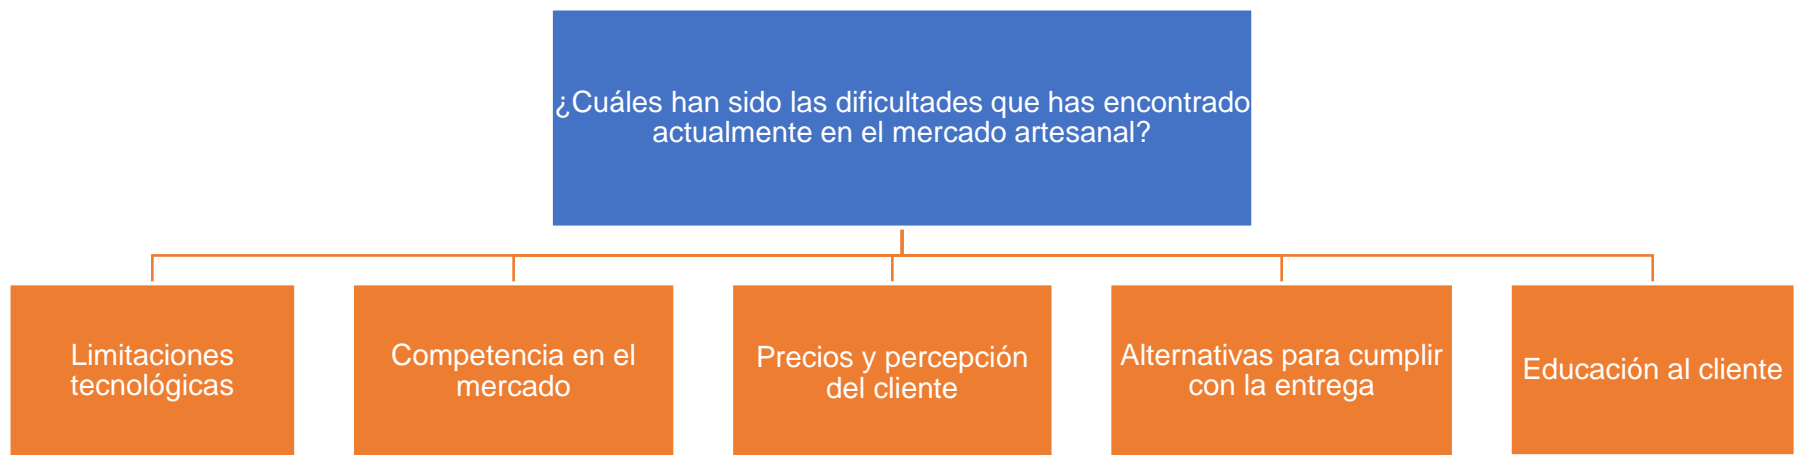 ¿Cuáles han sido las dificultades que has encontrado
actualmente en el mercado artesanal?
Limitaciones
tecnológicas
Competencia en el
mercado
Precios y percepción
del cliente
Alternativas para cumplir
con la entrega
Educación al cliente